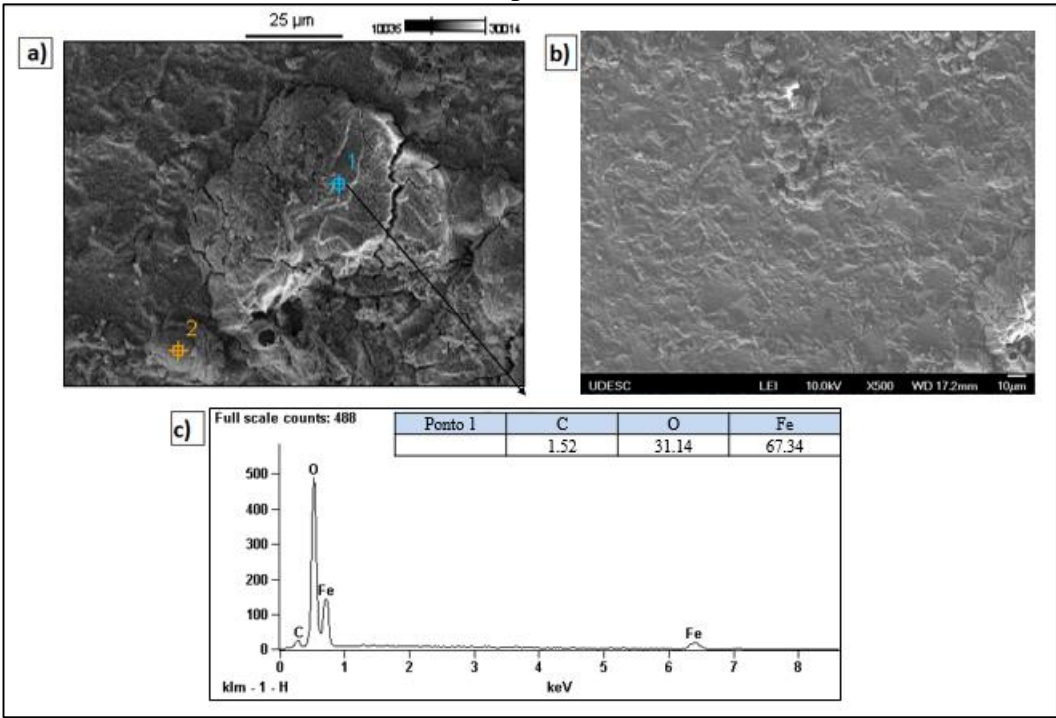 25 µm
10036 30014
a)
1
2
b)
UDESC LEI 10.0kV X500 WD 17.2mm 10µm
c)
Full scale counts: 488
Ponto 1 C O Fe
1.52 31.14 67.34
500
400
300
200
100
0
O
Fe
C
Fe
0 1 2 3 4 5 6 7 8
klm - 1 - H
keV